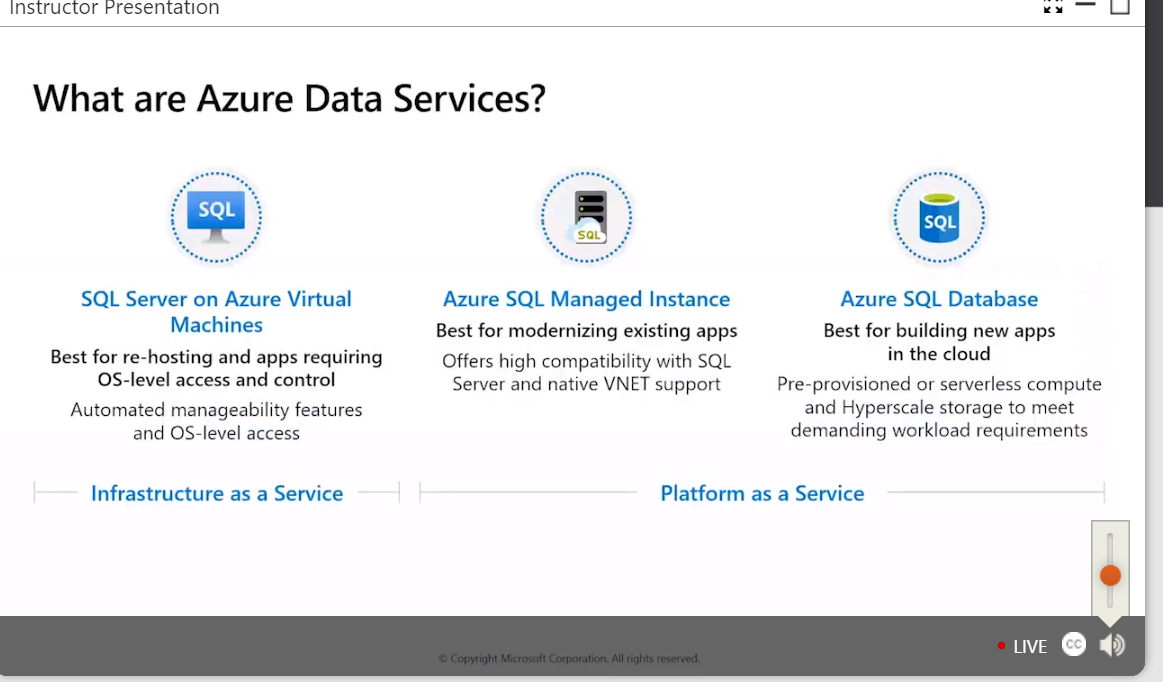 Instructor Presentation
What are Azure Data Services?
SQL
SQL
SQL
SQL Server on Azure Virtual
Machines
Best for re-hosting and apps requiring
OS-level access and control
Automated manageability features
and OS-level access
Azure SQL Managed Instance
Best for modernizing existing apps
Offers high compatibility with SQL
Server and native VNET support
Azure SQL Database
Best for building new apps
in the cloud
Pre-provisioned or serverless compute
and Hyperscale storage to meet
demanding workload requirements
Infrastructure as a Service
Platform as a Service
LIVE
CC
© Copyright Microsoft Corporation. All rights reserved.